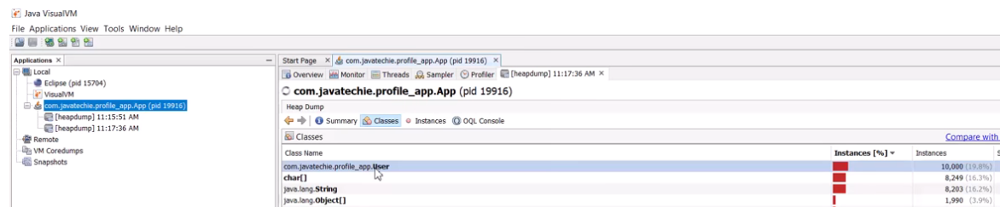 Java VisualVM
File Applications View Tools Window Help
Applications ×
Start Page × com.javatechie.profile_app.App (pid 19916) ×
Local
Overview Monitor Threads Sampler Profiler [heapdump] 11:17:36 AM ×
Eclipse (pid 15704)
VisualVM
com.javatechie.profile_app.App (pid 19916)
com.javatechie.profile_app.App (pid 19916)
[heapdump] 11:15:51 AM
Heap Dump
[heapdump] 11:17:36 AM
Summary Classes Instances OQL Console
Remote
Classes Compare with
VM Coredumps
Class Name Instances [%] Instances S
Snapshots
com.javatechie.profile_app.User 10,000 (19.8%)
char[] 8,249 (16.3%)
java.lang.String 8,203 (16.2%)
java.lang.Object[] 1,990 (3.9%)